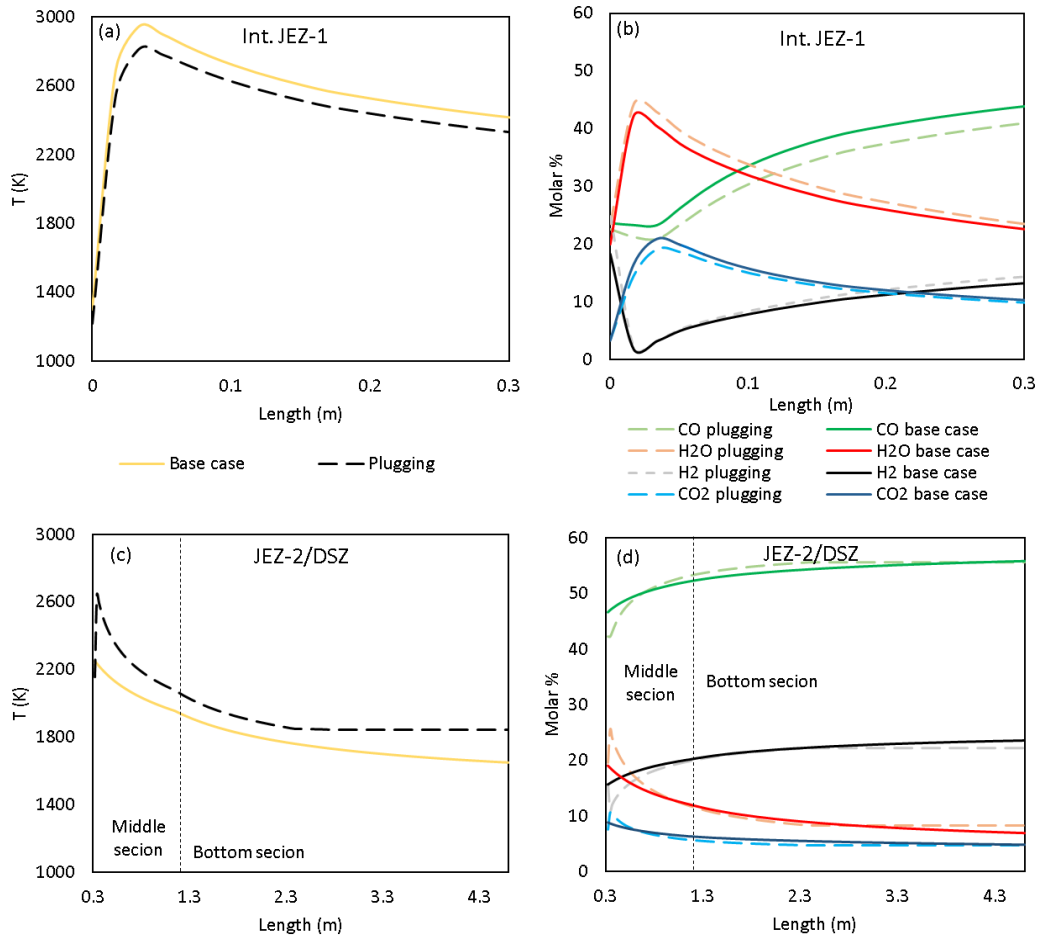 (a)
Int. JEZ-1
3000
2600
2200
1800
1400
1000
T (K)
0
0.1
0.2
0.3
Length (m)
Base case
Plugging
(b)
Int. JEZ-1
60
50
40
30
20
10
0
Molar %
0
0.1
0.2
0.3
Length (m)
CO plugging
CO base case
H2O plugging
H2O base case
H2 plugging
H2 base case
CO2 plugging
CO2 base case
(c)
JEZ-2/DSZ
3000
2600
2200
1800
1400
1000
T (K)
Middle
secion
Bottom secion
0.3
1.3
2.3
3.3
4.3
Length (m)
(d)
JEZ-2/DSZ
60
50
40
30
20
10
0
Molar %
Middle
secion
Bottom secion
0.3
1.3
2.3
3.3
4.3
Length (m)